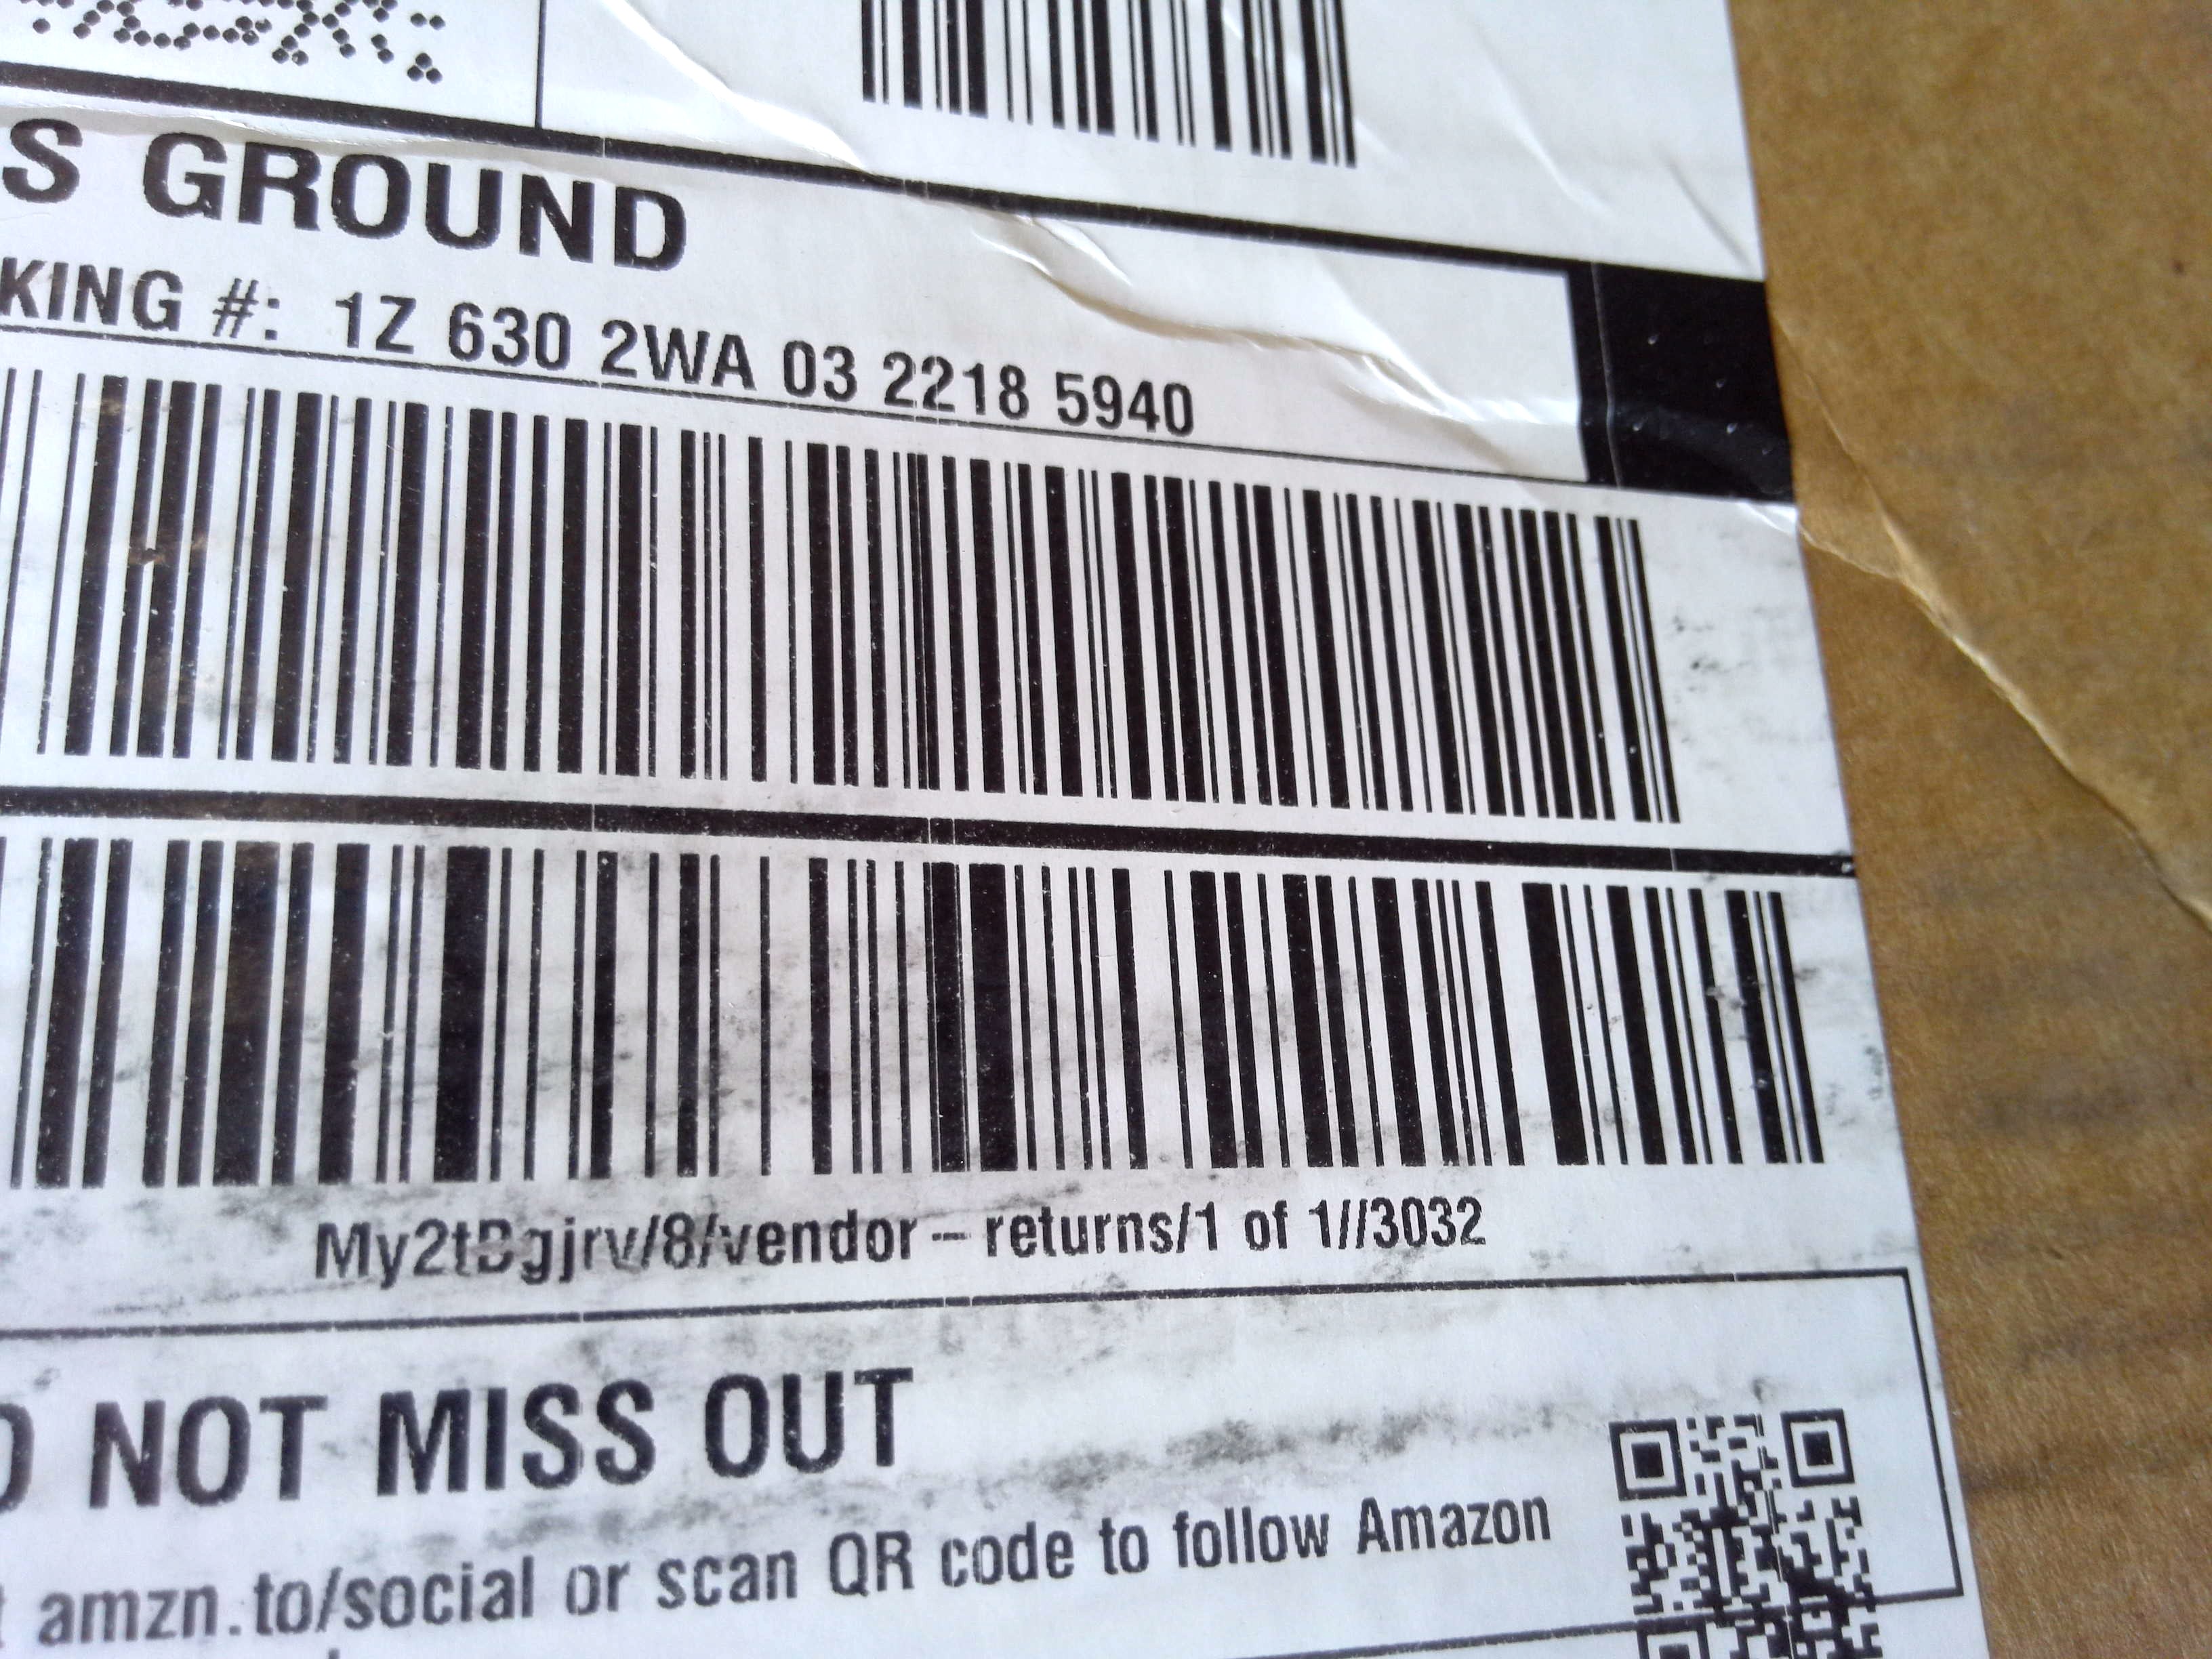 S GROUND
KING #: 1Z 630 2WA 03 2218 5940
My2tBgjrv/8/vendor – returns/1 of 1//3032
NOT MISS OUT
amzn.to/social or scan QR code to follow Amazon